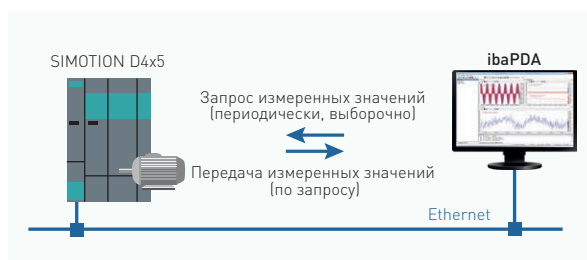 SIMOTION D4x5
ibaPDA
Запрос измеренных значений
(периодически, выборочно)
Передача измеренных значений
(по запросу)
Ethernet